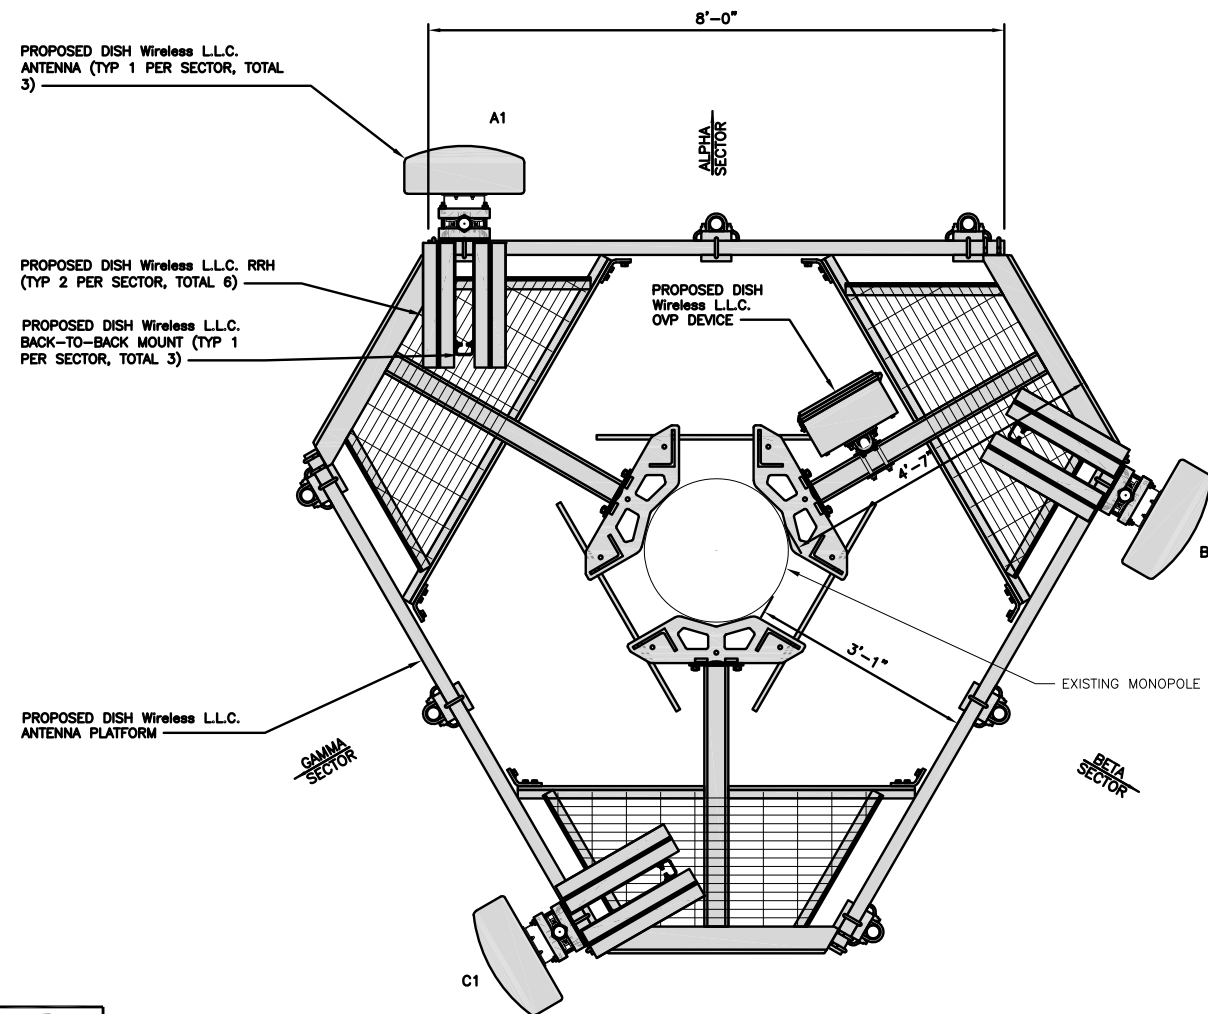 8'-0"
PROPOSED DISH Wireless L.L.C.
ANTENNA (TYP 1 PER SECTOR, TOTAL
3)
A1
ALPHA
SECTOR
PROPOSED DISH Wireless L.L.C. RRH
(TYP 2 PER SECTOR, TOTAL 6)
PROPOSED DISH Wireless L.L.C.
BACK-TO-BACK MOUNT (TYP 1
PER SECTOR, TOTAL 3)
PROPOSED DISH
Wireless L.L.C.
OVP DEVICE
4'-7"
B
3'-1"
EXISTING MONOPOLE
PROPOSED DISH Wireless L.L.C.
ANTENNA PLATFORM
GAMMA
SECTOR
BETA
SECTOR
C1